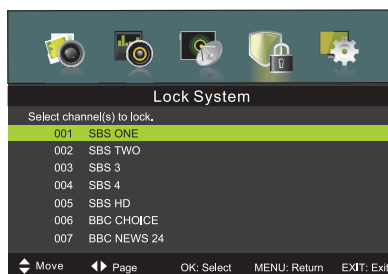 Lock System
Select channel(s) to lock.
001 SBS ONE
002 SBS TWO
003 SBS 3
004 SBS 4
005 SBS HD
006 BBC CHOICE
007 BBC NEWS 24
Move Page OK: Select MENU: Return EXIT: Exit